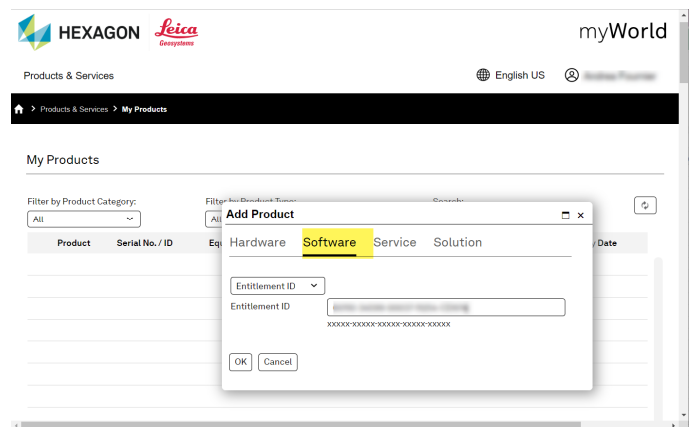 HEXAGON Leica Geosystems myWorld
Products & Services English US
> Products & Services > My Products
My Products
Filter by Product Category: Filter by Product Type: Search:
All All
Product Serial No. / ID Date
Add Product
Hardware Software Service Solution
Entitlement ID
Entitlement ID
xxxxx-xxxxx-xxxxx-xxxxx-xxxxx
OK Cancel